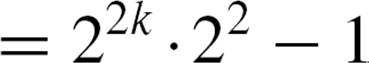 = 2^{2k} · 2^2 − 1